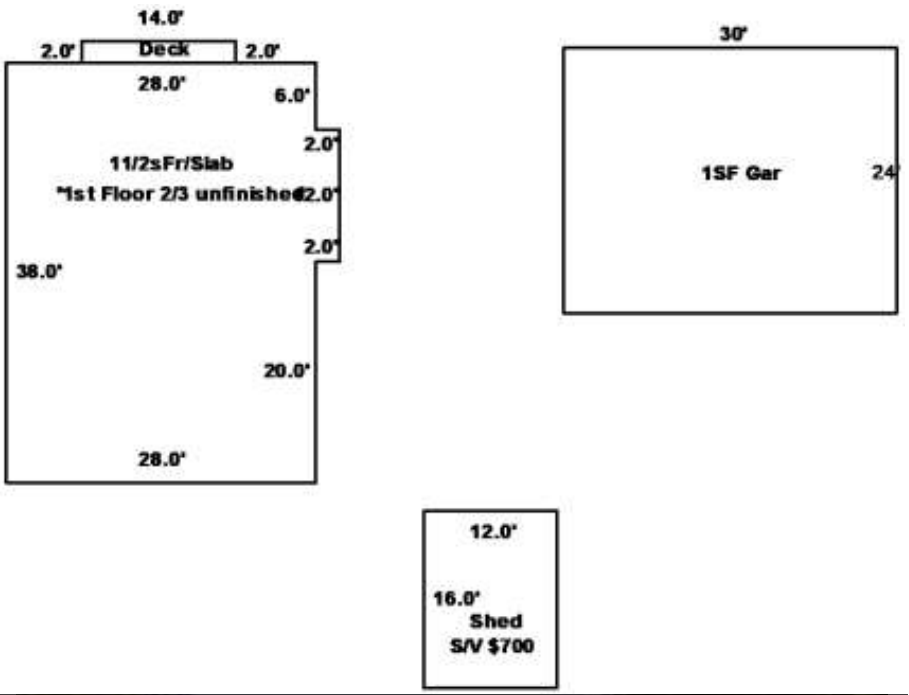 14.0'
2.0' Deck 2.0'
28.0'
6.0'
2.0'
11/2sFr/Slab
*1st Floor 2/3 unfinished
2.0'
38.0'
20.0'
28.0'
30'
1SF Gar
24'
12.0'
16.0'
Shed
S/V $700